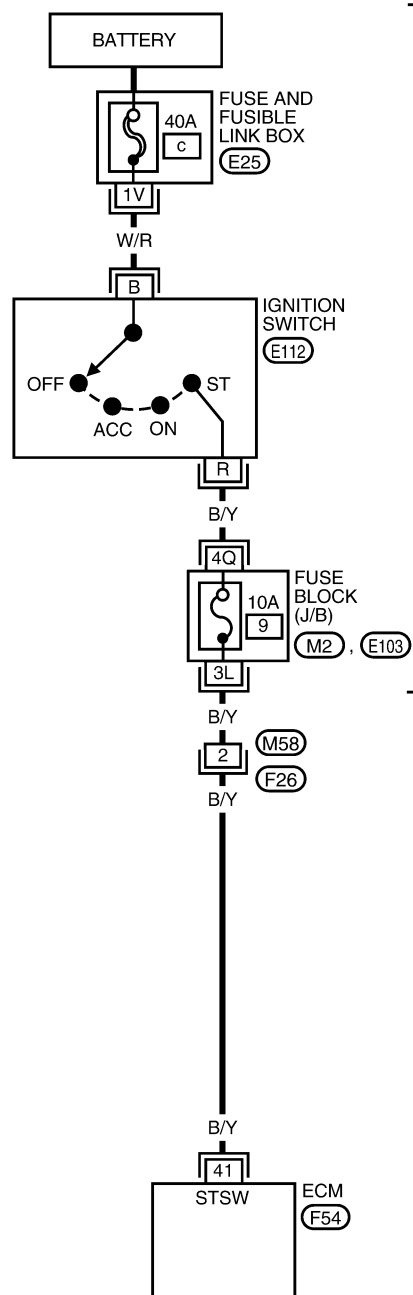 BATTERY
40A
c
FUSE AND
FUSIBLE
LINK BOX
E25
1V
W/R
B
IGNITION
SWITCH
E112
OFF
ACC
ON
ST
R
B/Y
4Q
10A
9
FUSE
BLOCK
(J/B)
M2 , E103
3L
B/Y
2
M58
F26
B/Y
B/Y
41
STSW
ECM
F54